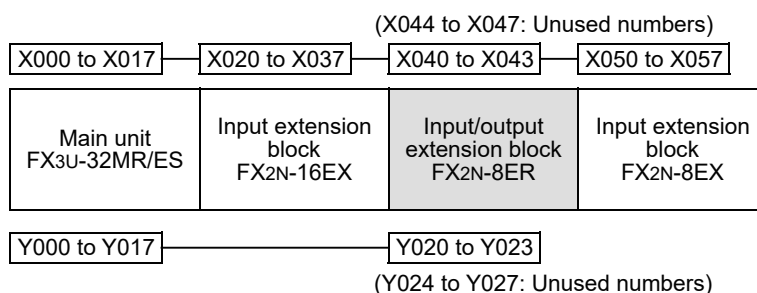 (X044 to X047: Unused numbers)
X000 to X017 X020 to X037 X040 to X043 X050 to X057
Main unit
FX3U-32MR/ES
Input extension
block
FX2N-16EX
Input/output
extension block
FX2N-8ER
Input extension
block
FX2N-8EX
Y000 to Y017 Y020 to Y023
(Y024 to Y027: Unused numbers)